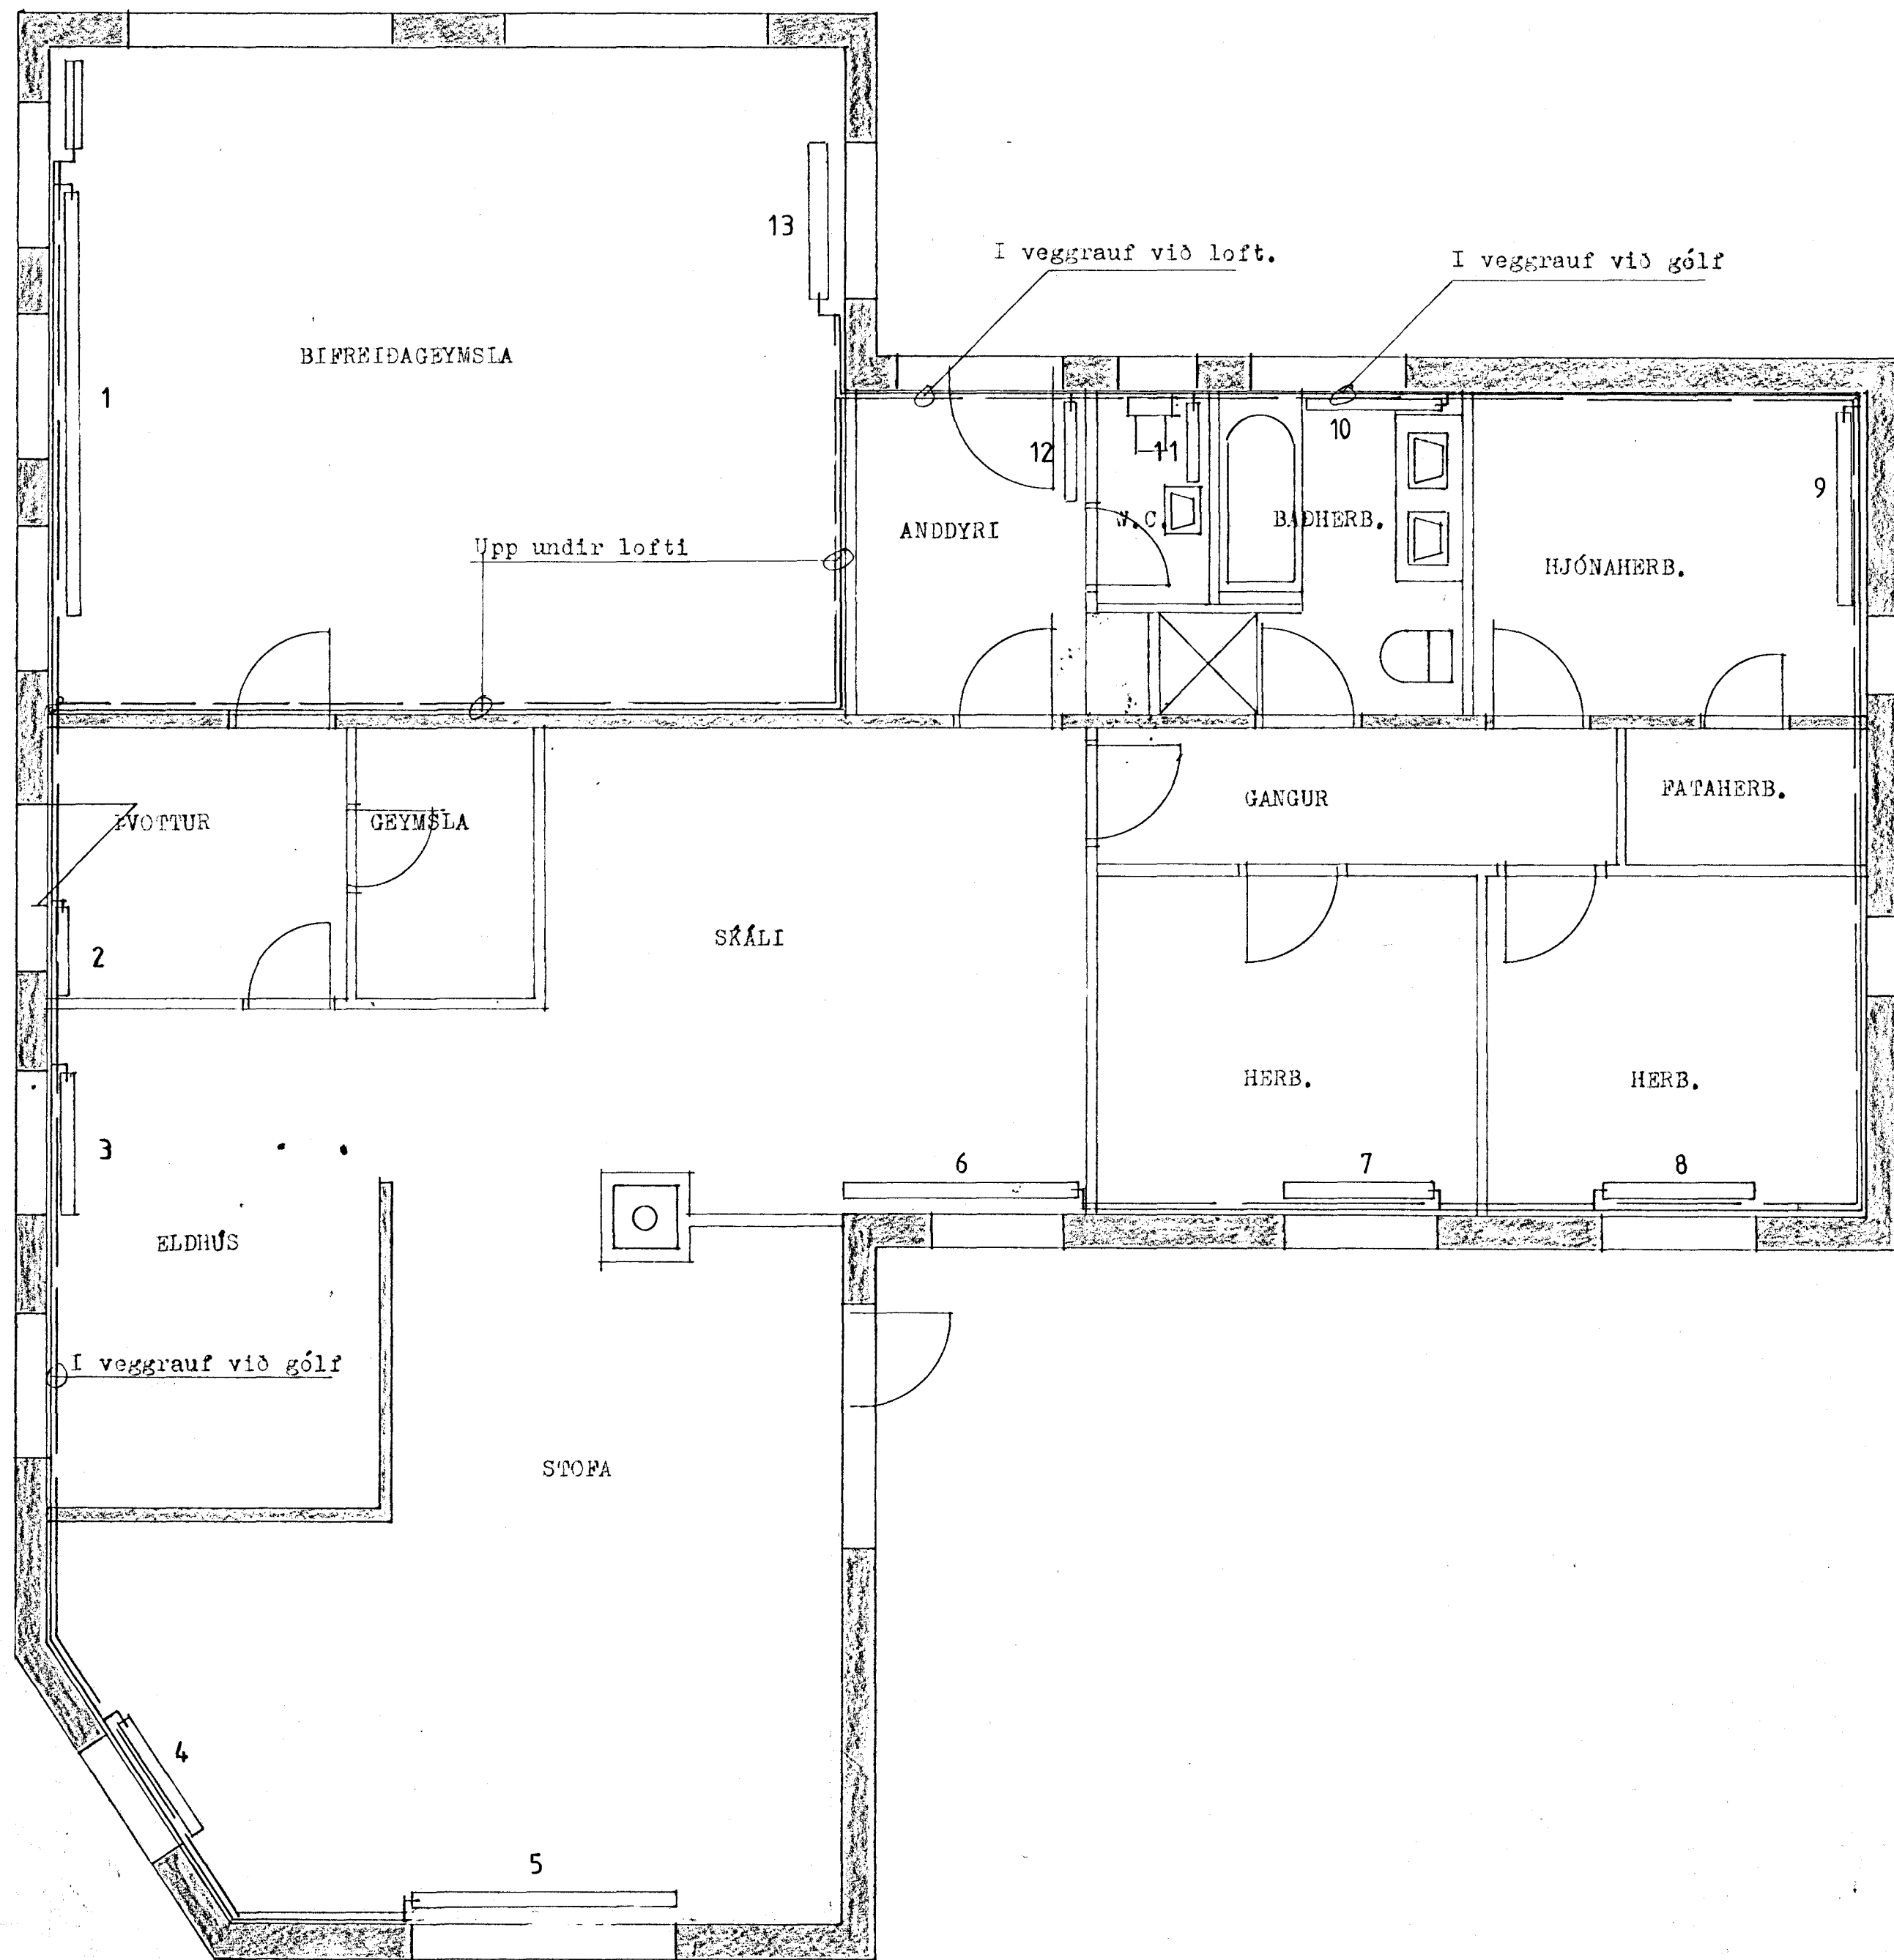 13
I veggrauf við loft.
I veggrauf við gólf
BIFREIÐAGEYMSLA
1
12
11
10
9
W.C.
BAÐHERB.
ANDDYRI
Upp undir lofti
HJÓNAHERB.
FATAHERB.
GANGUR
ÞVOTTUR
GEYMSLA
SKÁLI
2
HERB.
HERB.
3
6
7
8
ELDHÚS
I veggrauf við gólf
STOFA
4
5